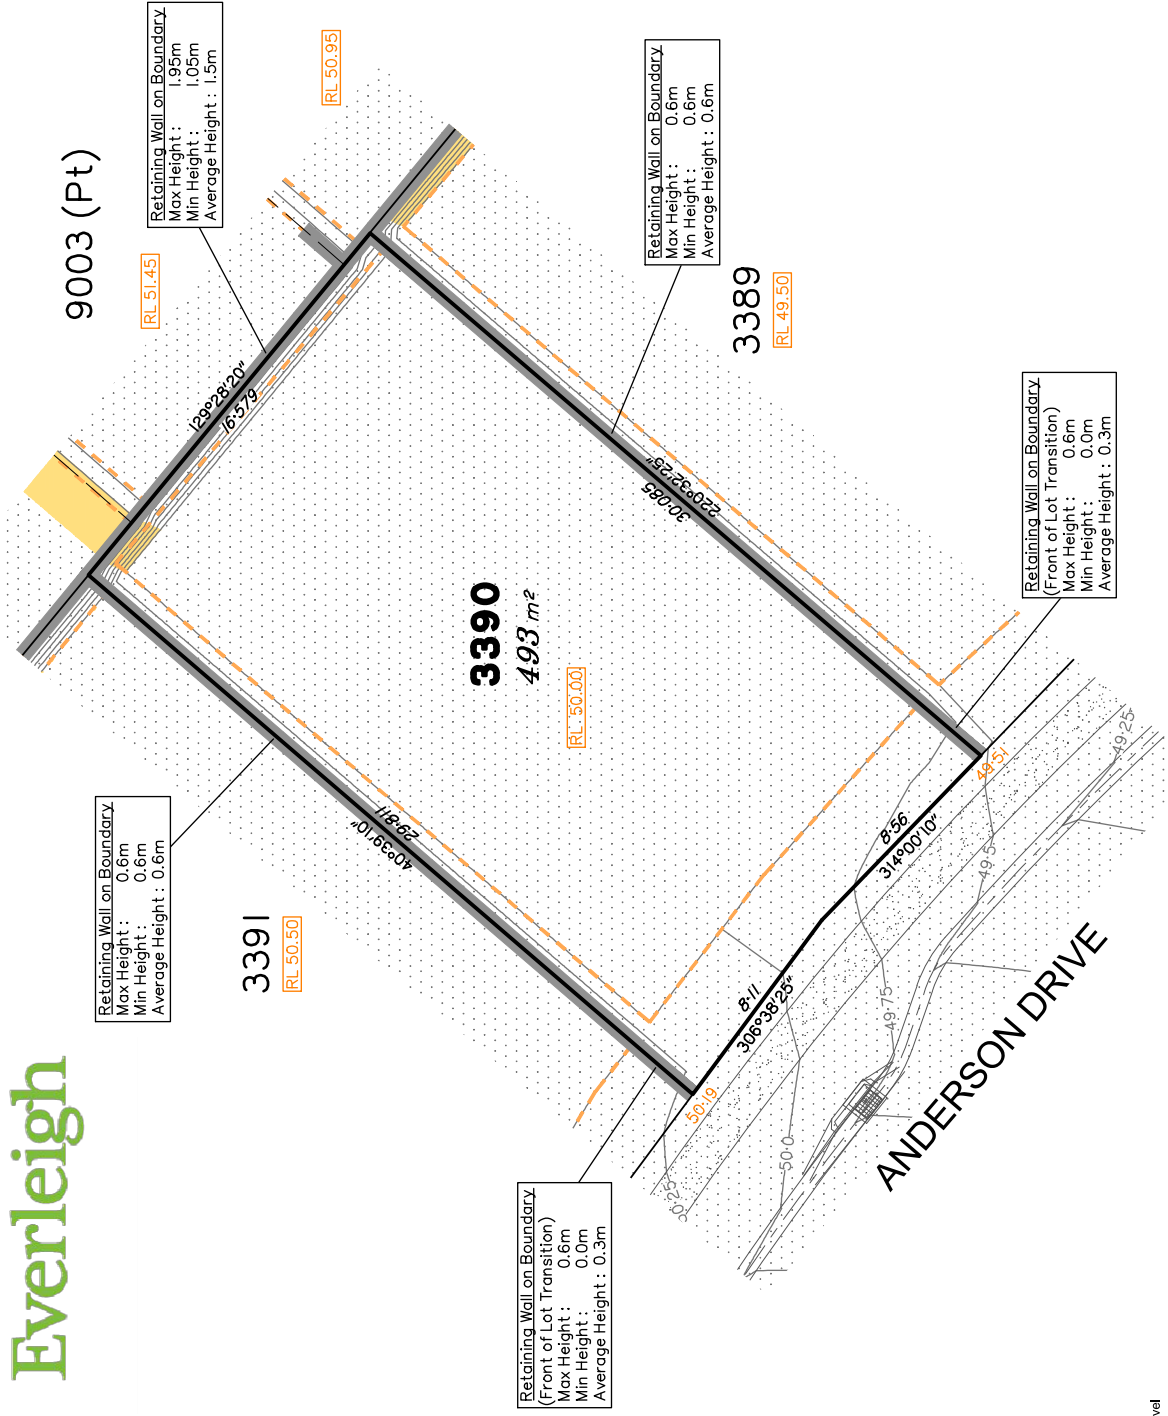 Everleigh
9003 (Pt)
RL 51.45
RL 50.95
Retaining Wall on Boundary
Max Height : 1.95m
Min Height : 1.05m
Average Height : 1.5m
129°28'20"
16·579
Retaining Wall on Boundary
Max Height : 0.6m
Min Height : 0.6m
Average Height : 0.6m
3391
RL 50.50
40°39'10"
29·811
3390
493 m²
RL 50.00
30·085
220°32'25"
Retaining Wall on Boundary
Max Height : 0.6m
Min Height : 0.6m
Average Height : 0.6m
3389
RL 49.50
Retaining Wall on Boundary
(Front of Lot Transition)
Max Height : 0.6m
Min Height : 0.0m
Average Height : 0.3m
50·19
8·11
306°38'25"
8·56
314°00'10"
49·51
Retaining Wall on Boundary
(Front of Lot Transition)
Max Height : 0.6m
Min Height : 0.0m
Average Height : 0.3m
50·0
49·75
49·5
49·25
ANDERSON DRIVE
vel